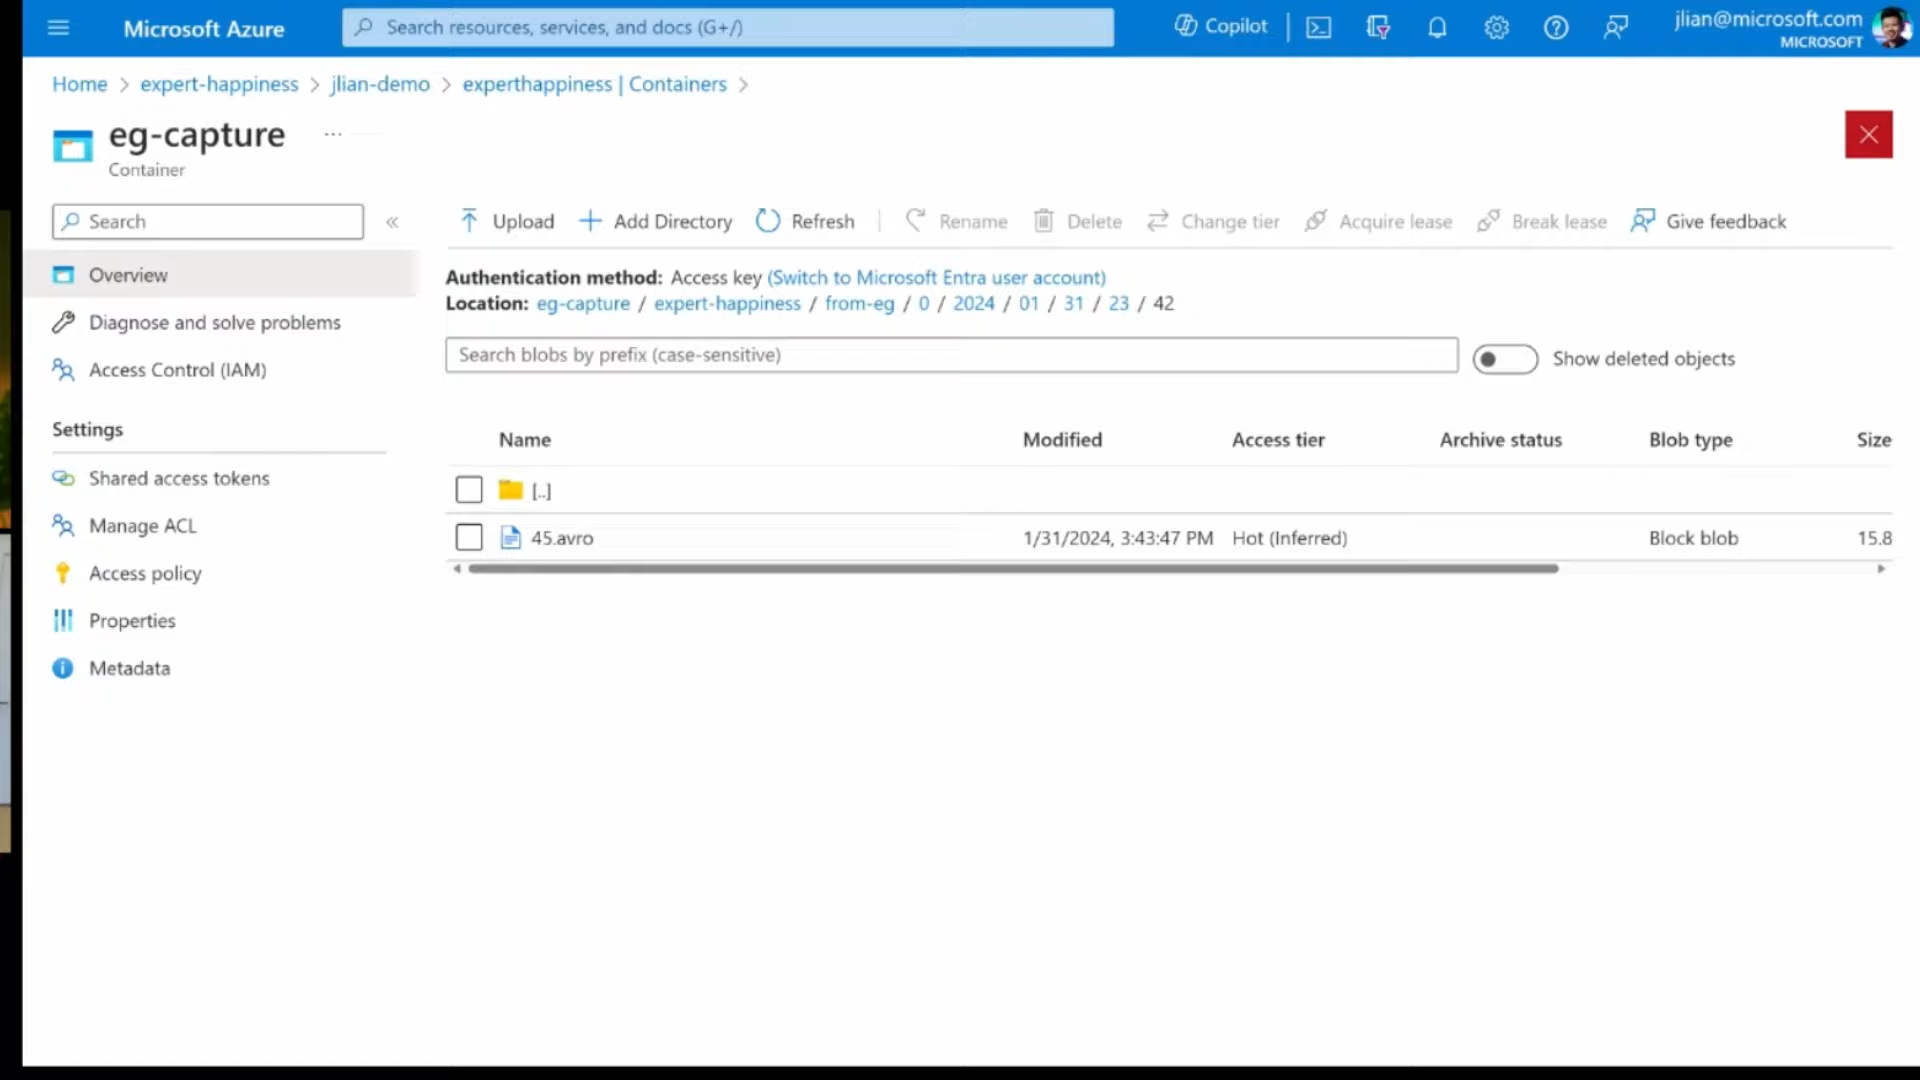 Microsoft Azure
Search resources, services, and docs (G+/)
Copilot
jlian@microsoft.com
MICROSOFT
Home > expert-happiness > jlian-demo > experthappiness | Containers >
eg-capture ...
Container
Search
«
Upload
Add Directory
Refresh
Rename
Delete
Change tier
Acquire lease
Break lease
Give feedback
Overview
Diagnose and solve problems
Access Control (IAM)
Settings
Shared access tokens
Manage ACL
Access policy
Properties
Metadata
Authentication method: Access key (Switch to Microsoft Entra user account)
Location: eg-capture / expert-happiness / from-eg / 0 / 2024 / 01 / 31 / 23 / 42
Search blobs by prefix (case-sensitive)
Show deleted objects
Name Modified Access tier Archive status Blob type Size
[..]
45.avro 1/31/2024, 3:43:47 PM Hot (Inferred) Block blob 15.8